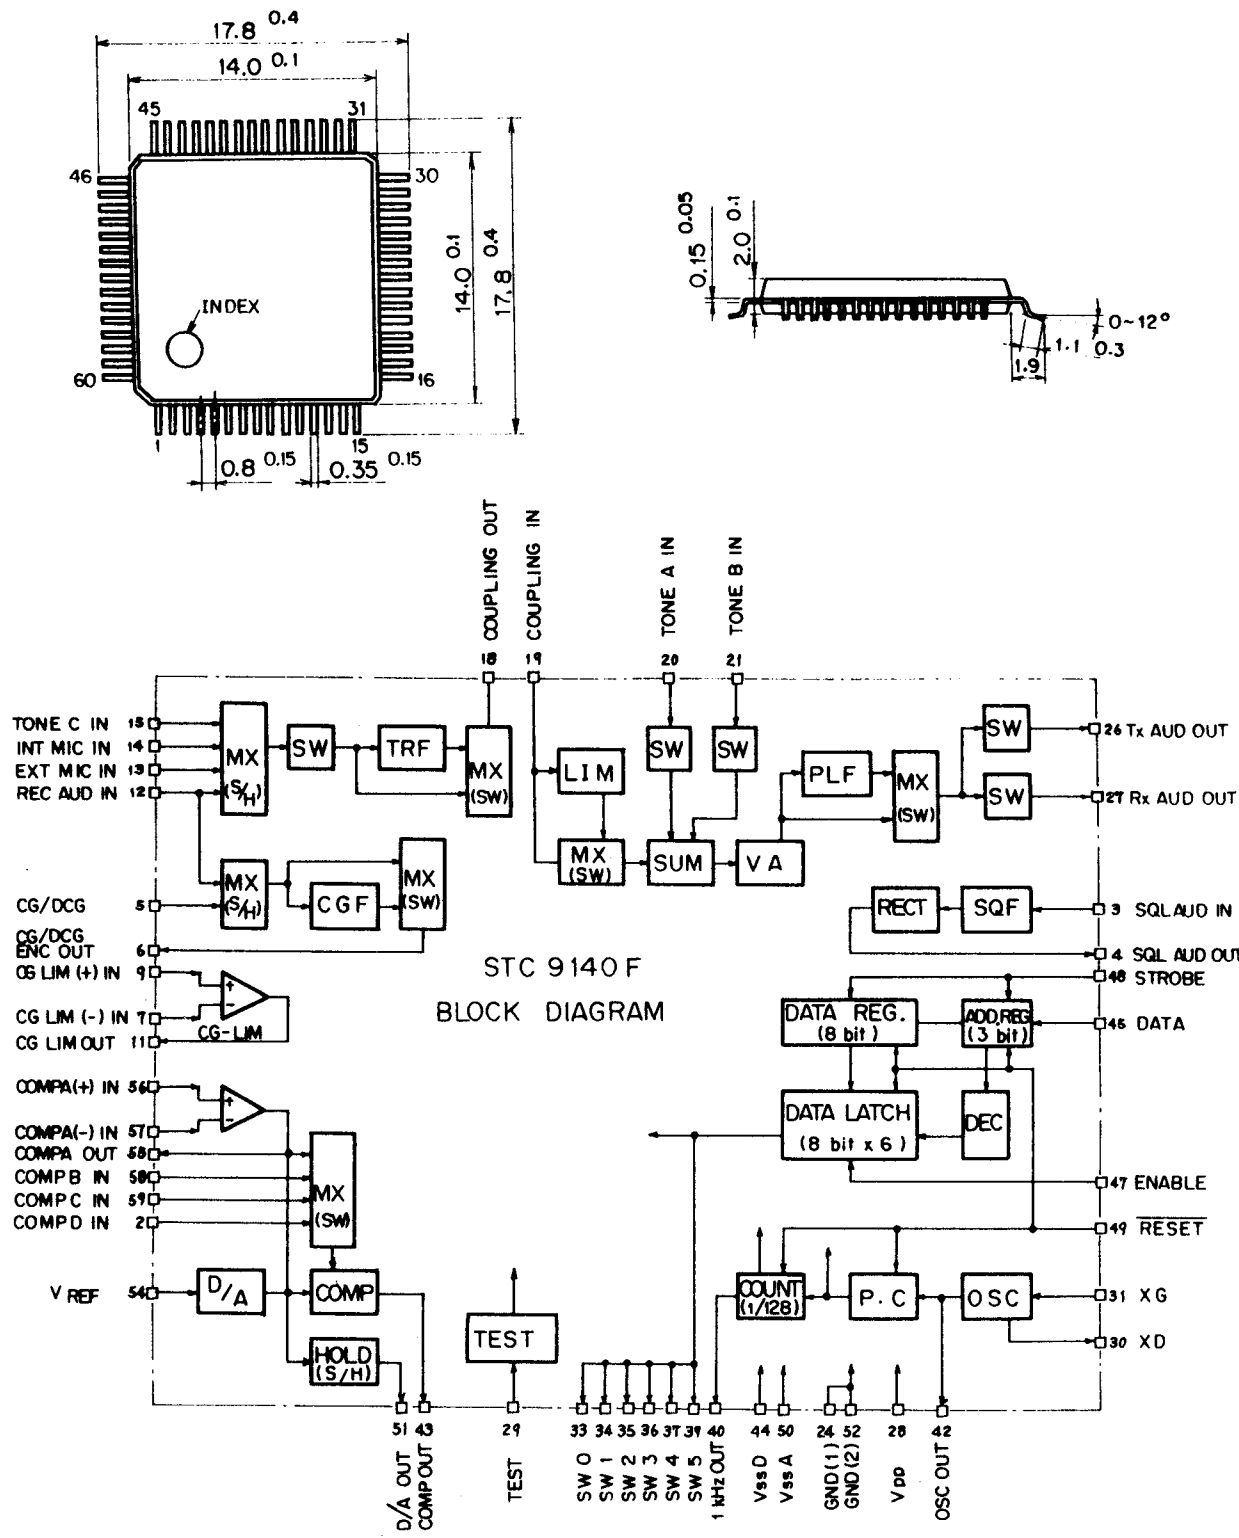 17.8 0.4
14.0 0.1
45
31
46
30
14.0 0.1
17.8 0.4
INDEX
60
16
1
15
0.8 0.15
0.35 0.15
0.15 0.05
2.0 0.1
0~12°
1.1 0.3
1.9
18 COUPLING OUT
19 COUPLING IN
20 TONE A IN
21 TONE B IN
TONE C IN 15
INT MIC IN 14
EXT MIC IN 13
REC AUD IN 12
MX (S/H)
SW
TRF
MX (SW)
LIM
SW
SW
PLF
MX (SW)
SW
SW
26 Tx AUD OUT
27 Rx AUD OUT
MX (SW)
SUM
VA
CG/DCG 5
MX (S/H)
CGF
MX (SW)
RECT
SQF
3 SQL AUD IN
CG/DCG
ENC OUT 6
4 SQL AUD OUT
CG LIM (+) IN 9
CG LIM (-) IN 7
CG LIM OUT 11
+
-
CG-LIM
STC 9140F
BLOCK DIAGRAM
48 STROBE
DATA REG.
(8 bit)
ADD.REG
(3 bit)
46 DATA
DATA LATCH
(8 bit x 6)
DEC
47 ENABLE
49 RESET
COMPA(+) IN 56
COMPA(-) IN 57
COMPA OUT 55
COMPB IN 58
COMPC IN 59
COMPD IN 2
+
-
MX (SW)
V REF 54
D/A
COMP
HOLD
(S/H)
TEST
COUNT
(1/128)
P.C
OSC
31 XG
30 XD
51 D/A OUT
43 COMP OUT
29 TEST
33 SW 0
34 SW 1
35 SW 2
36 SW 3
37 SW 4
39 SW 5
40 1 kHz OUT
44 VssD
50 VssA
24 GND(1)
52 GND(2)
28 VDD
42 OSC OUT